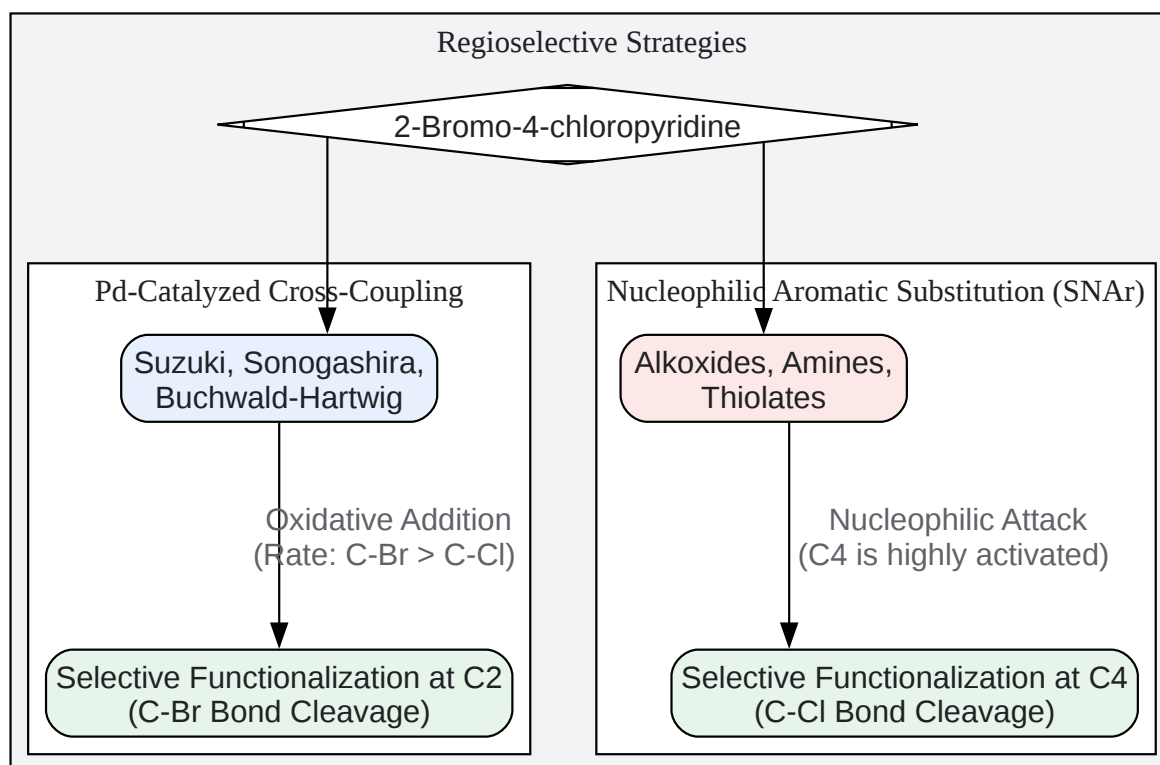 Regioselective Strategies
2-Bromo-4-chloropyridine
Pd-Catalyzed Cross-Coupling
Suzuki, Sonogashira,
Buchwald-Hartwig
Oxidative Addition
(Rate: C-Br > C-Cl)
Selective Functionalization at C2
(C-Br Bond Cleavage)
Nucleophilic Aromatic Substitution (SNAr)
Alkoxides, Amines,
Thiolates
Nucleophilic Attack
(C4 is highly activated)
Selective Functionalization at C4
(C-Cl Bond Cleavage)